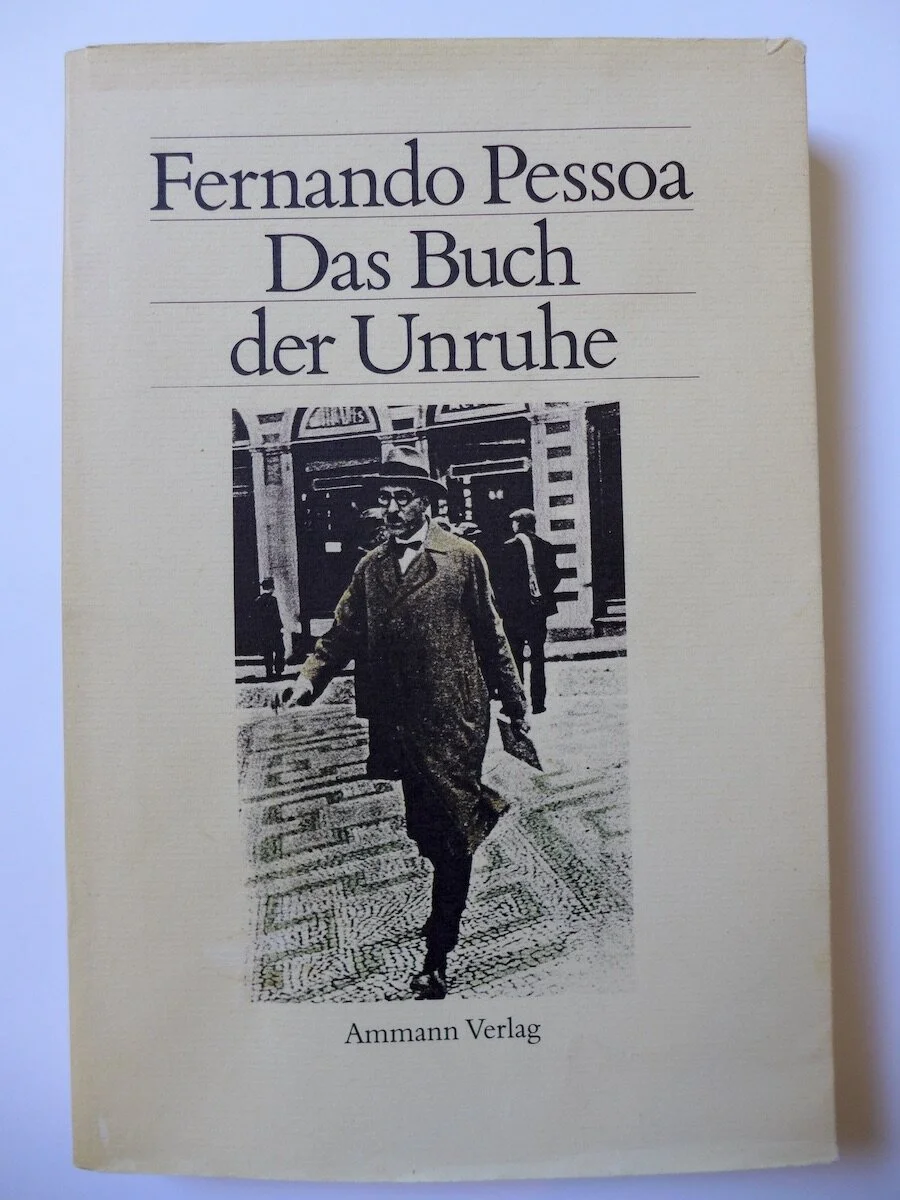 Fernando Pessoa
Das Buch
der Unruhe
Ammann Verlag